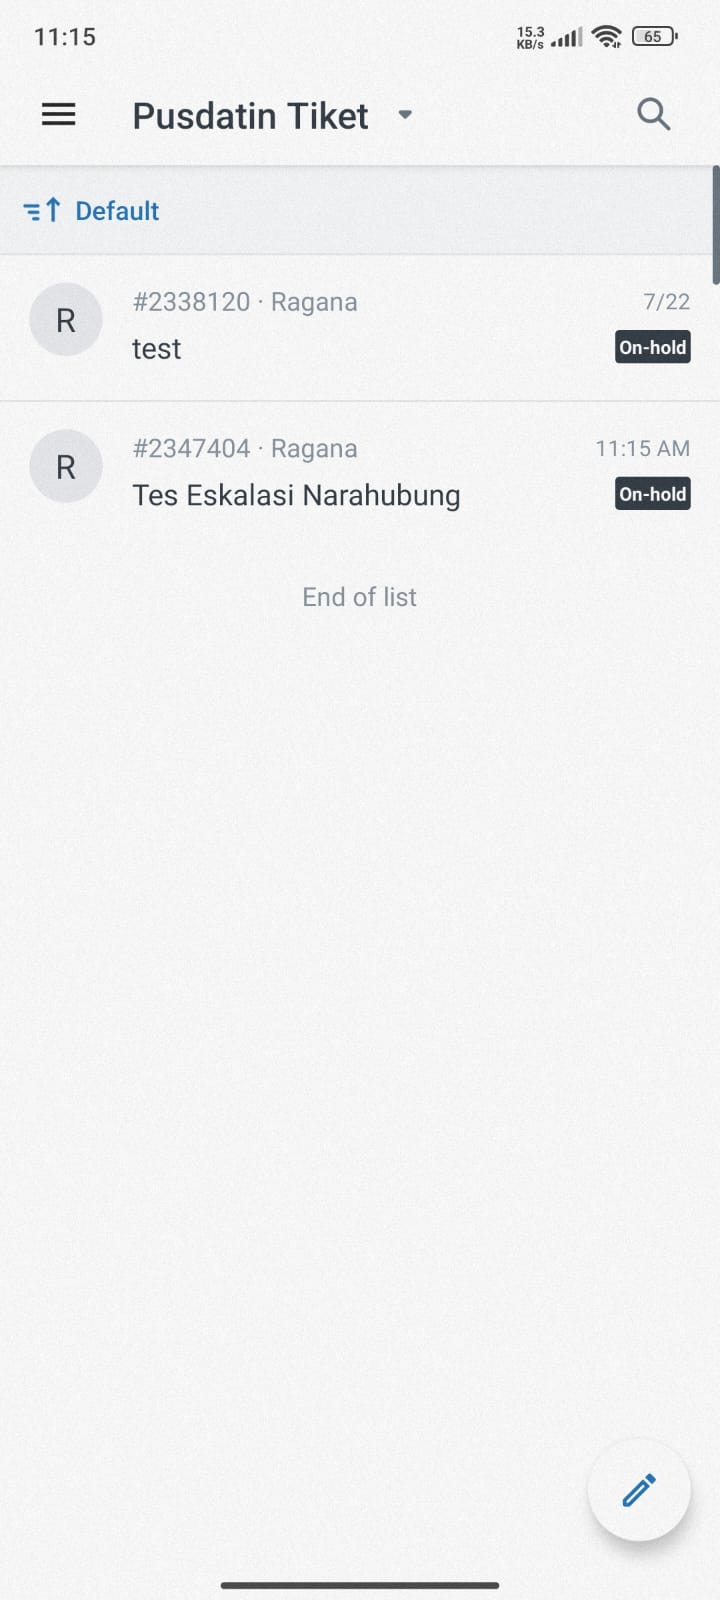 11:15
15.3
KB/s
65
Pusdatin Tiket
Default
R
#2338120 · Ragana
7/22
test
On-hold
R
#2347404 · Ragana
11:15 AM
Tes Eskalasi Narahubung
On-hold
End of list